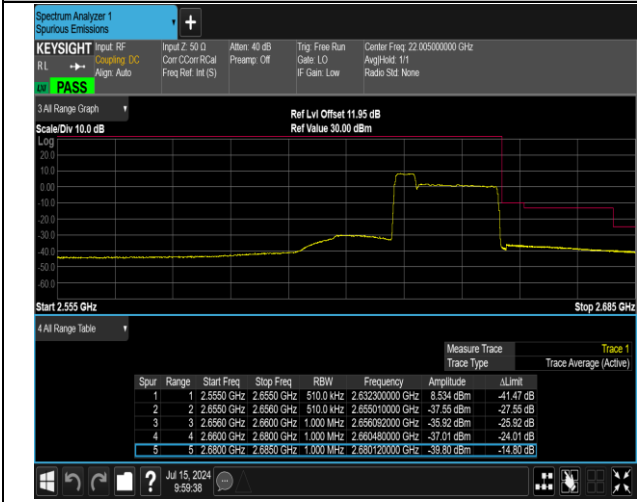 Spectrum Analyzer 1
Spurious Emissions
+
KEYSIGHT Input: RF Input Z: 50 Ω Atten: 40 dB Trig: Free Run Center Freq: 22.005000000 GHz
RL Coupling: DC Corr CCorr RCal Preamp: Off Gate: LO Avg|Hold: 1/1
Align: Auto Freq Ref: Int (S) IF Gain: Low Radio Std: None
PASS
3 All Range Graph
Ref Lvl Offset 11.95 dB
Scale/Div 10.0 dB Ref Value 30.00 dBm
Log
20.0
10.0
0.00
-10.0
-20.0
-30.0
-40.0
-50.0
-60.0
Start 2.555 GHz Stop 2.685 GHz
4 All Range Table
Measure Trace Trace 1
Trace Type Trace Average (Active)
Spur Range Start Freq Stop Freq RBW Frequency Amplitude ΔLimit
1 1 2.5550 GHz 2.6550 GHz 510.0 kHz 2.632300000 GHz 8.534 dBm -41.47 dB
2 2 2.6550 GHz 2.6560 GHz 510.0 kHz 2.655010000 GHz -37.55 dBm -27.55 dB
3 3 2.6560 GHz 2.6600 GHz 1.000 MHz 2.656092000 GHz -35.92 dBm -25.92 dB
4 4 2.6600 GHz 2.6800 GHz 1.000 MHz 2.660480000 GHz -37.01 dBm -24.01 dB
5 5 2.6800 GHz 2.6850 GHz 1.000 MHz 2.680120000 GHz -39.80 dBm -14.80 dB
? Jul 15, 2024
9:59:38